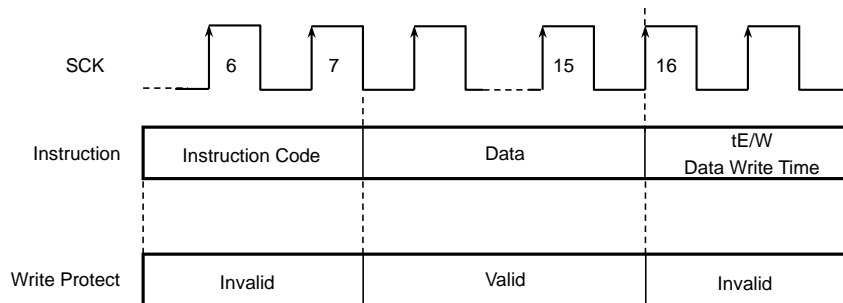 SCK
6
7
15
16
Instruction
Instruction Code
Data
tE/W
Data Write Time
Write Protect
Invalid
Valid
Invalid